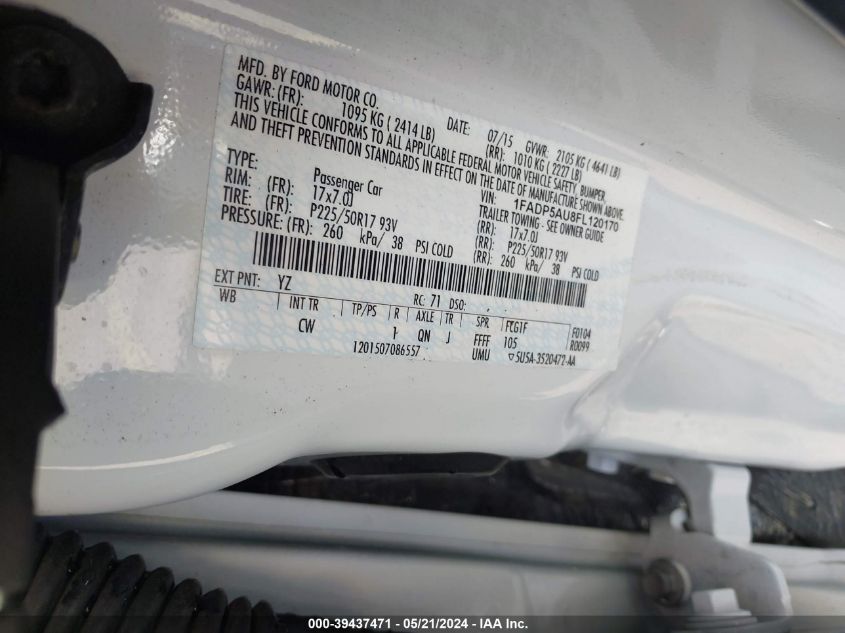 MFD. BY FORD MOTOR CO.
DATE: 07/15 GVWR: 2105 KG ( 4641 LB)
GAWR: (FR): 1095 KG ( 2414 LB) (RR): 1010 KG ( 2227 LB)
THIS VEHICLE CONFORMS TO ALL APPLICABLE FEDERAL MOTOR VEHICLE SAFETY, BUMPER,
AND THEFT PREVENTION STANDARDS IN EFFECT ON THE DATE OF MANUFACTURE SHOWN ABOVE.
VIN: 1FADP5AU8FL120170
TYPE: Passenger Car TRAILER TOWING - SEE OWNER GUIDE
RIM: (FR): 17x7.0J (RR): 17x7.0J
TIRE: (FR): P225/50R17 93V (RR): P225/50R17 93V
PRESSURE: (FR): 260 kPa/ 38 PSI COLD (RR): 260 kPa/ 38 PSI COLD
EXT PNT: YZ RC: 71 DSO:
WB INT TR TP/PS R AXLE TR SPR F0104
CW 1 QN J FFFF 105 R0099
1201507086557 UMU ▽5U5A-3520472-AA
000-39437471 - 05/21/2024 - IAAI.COM